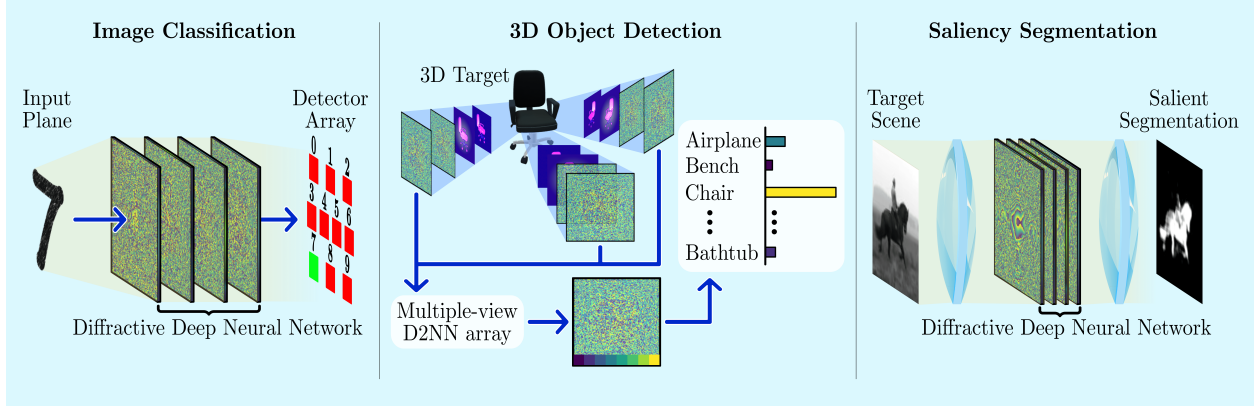 Image Classification
Input
Plane
Detector
Array
0
1
2
3
4
5
6
7
8
9
Diffractive Deep Neural Network
3D Object Detection
3D Target
Airplane
Bench
Chair
Bathtub
Multiple-view
D2NN array
Saliency Segmentation
Target
Scene
Salient
Segmentation
Diffractive Deep Neural Network